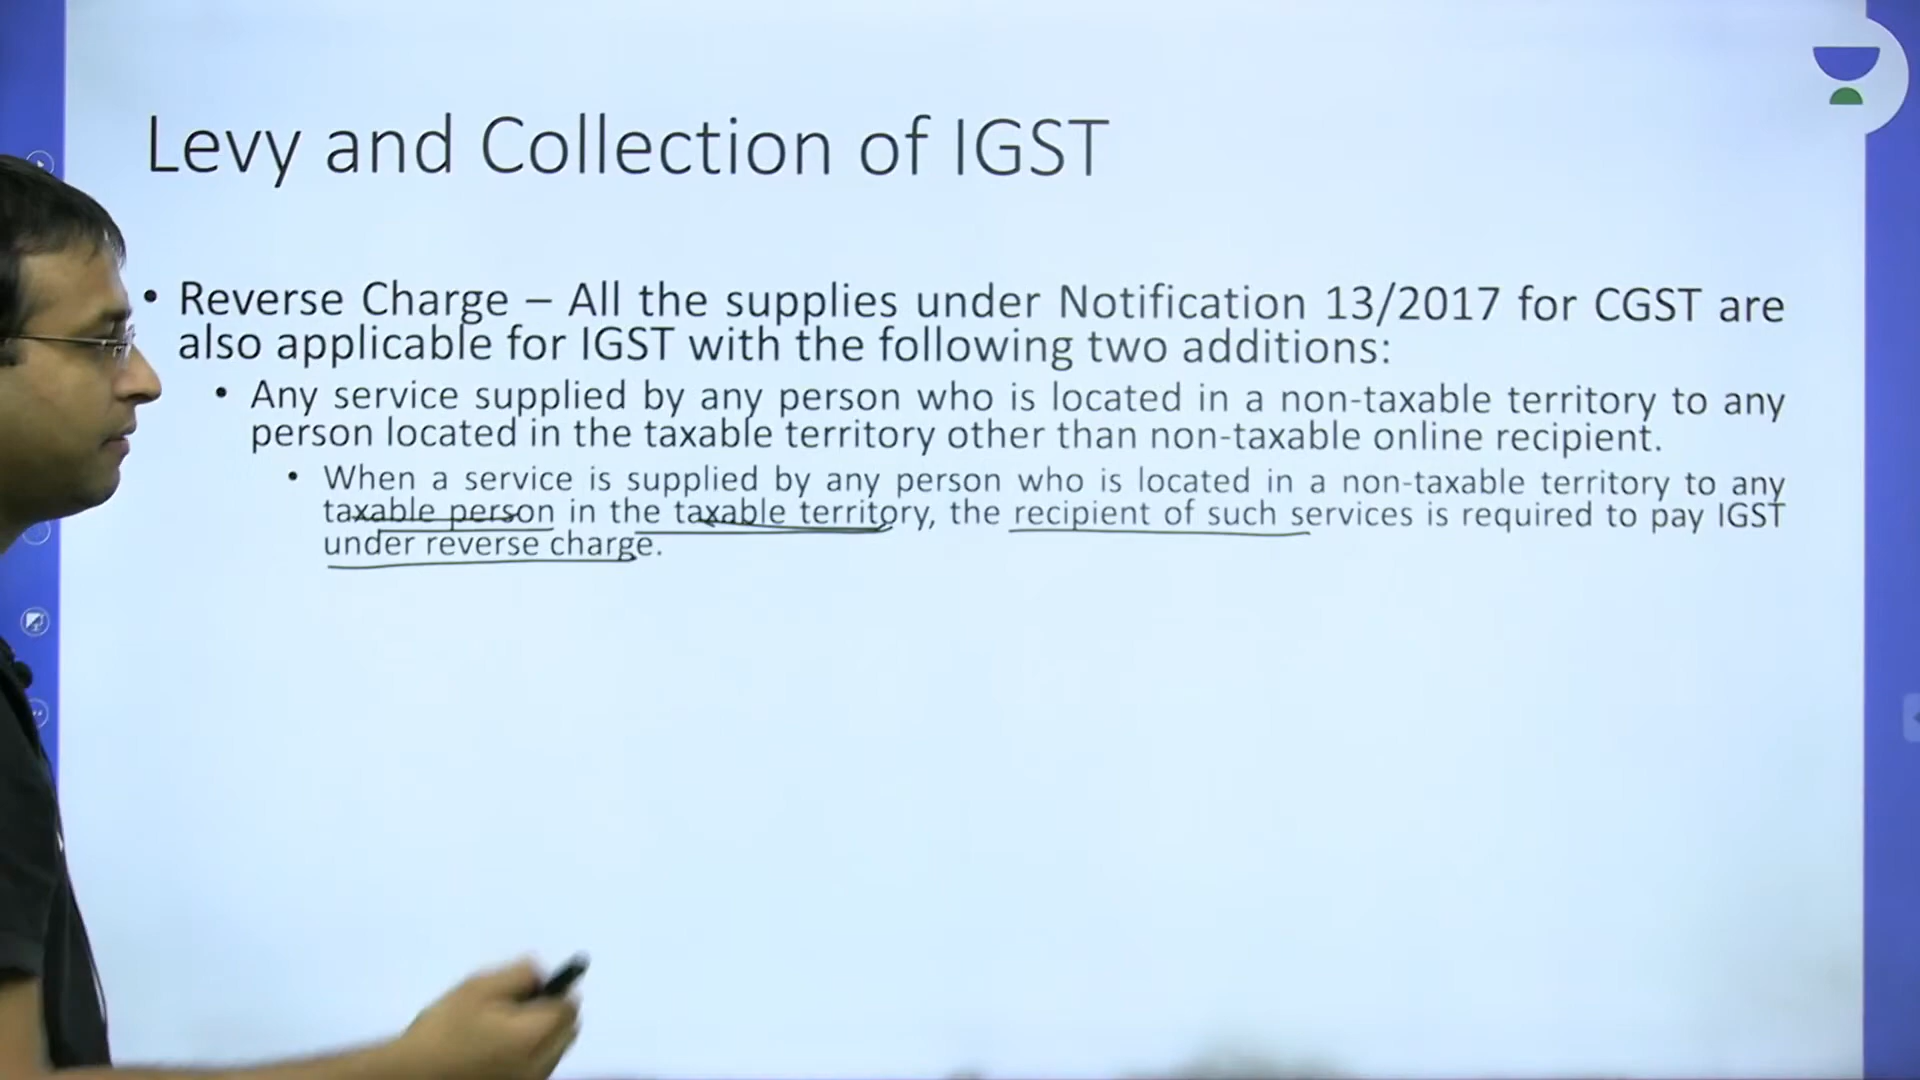 Levy and Collection of IGST
• Reverse Charge – All the supplies under Notification 13/2017 for CGST are
also applicable for IGST with the following two additions:
• Any service supplied by any person who is located in a non-taxable territory to any
person located in the taxable territory other than non-taxable online recipient.
• When a service is supplied by any person who is located in a non-taxable territory to any
taxable person in the taxable territory, the recipient of such services is required to pay IGST
under reverse charge.